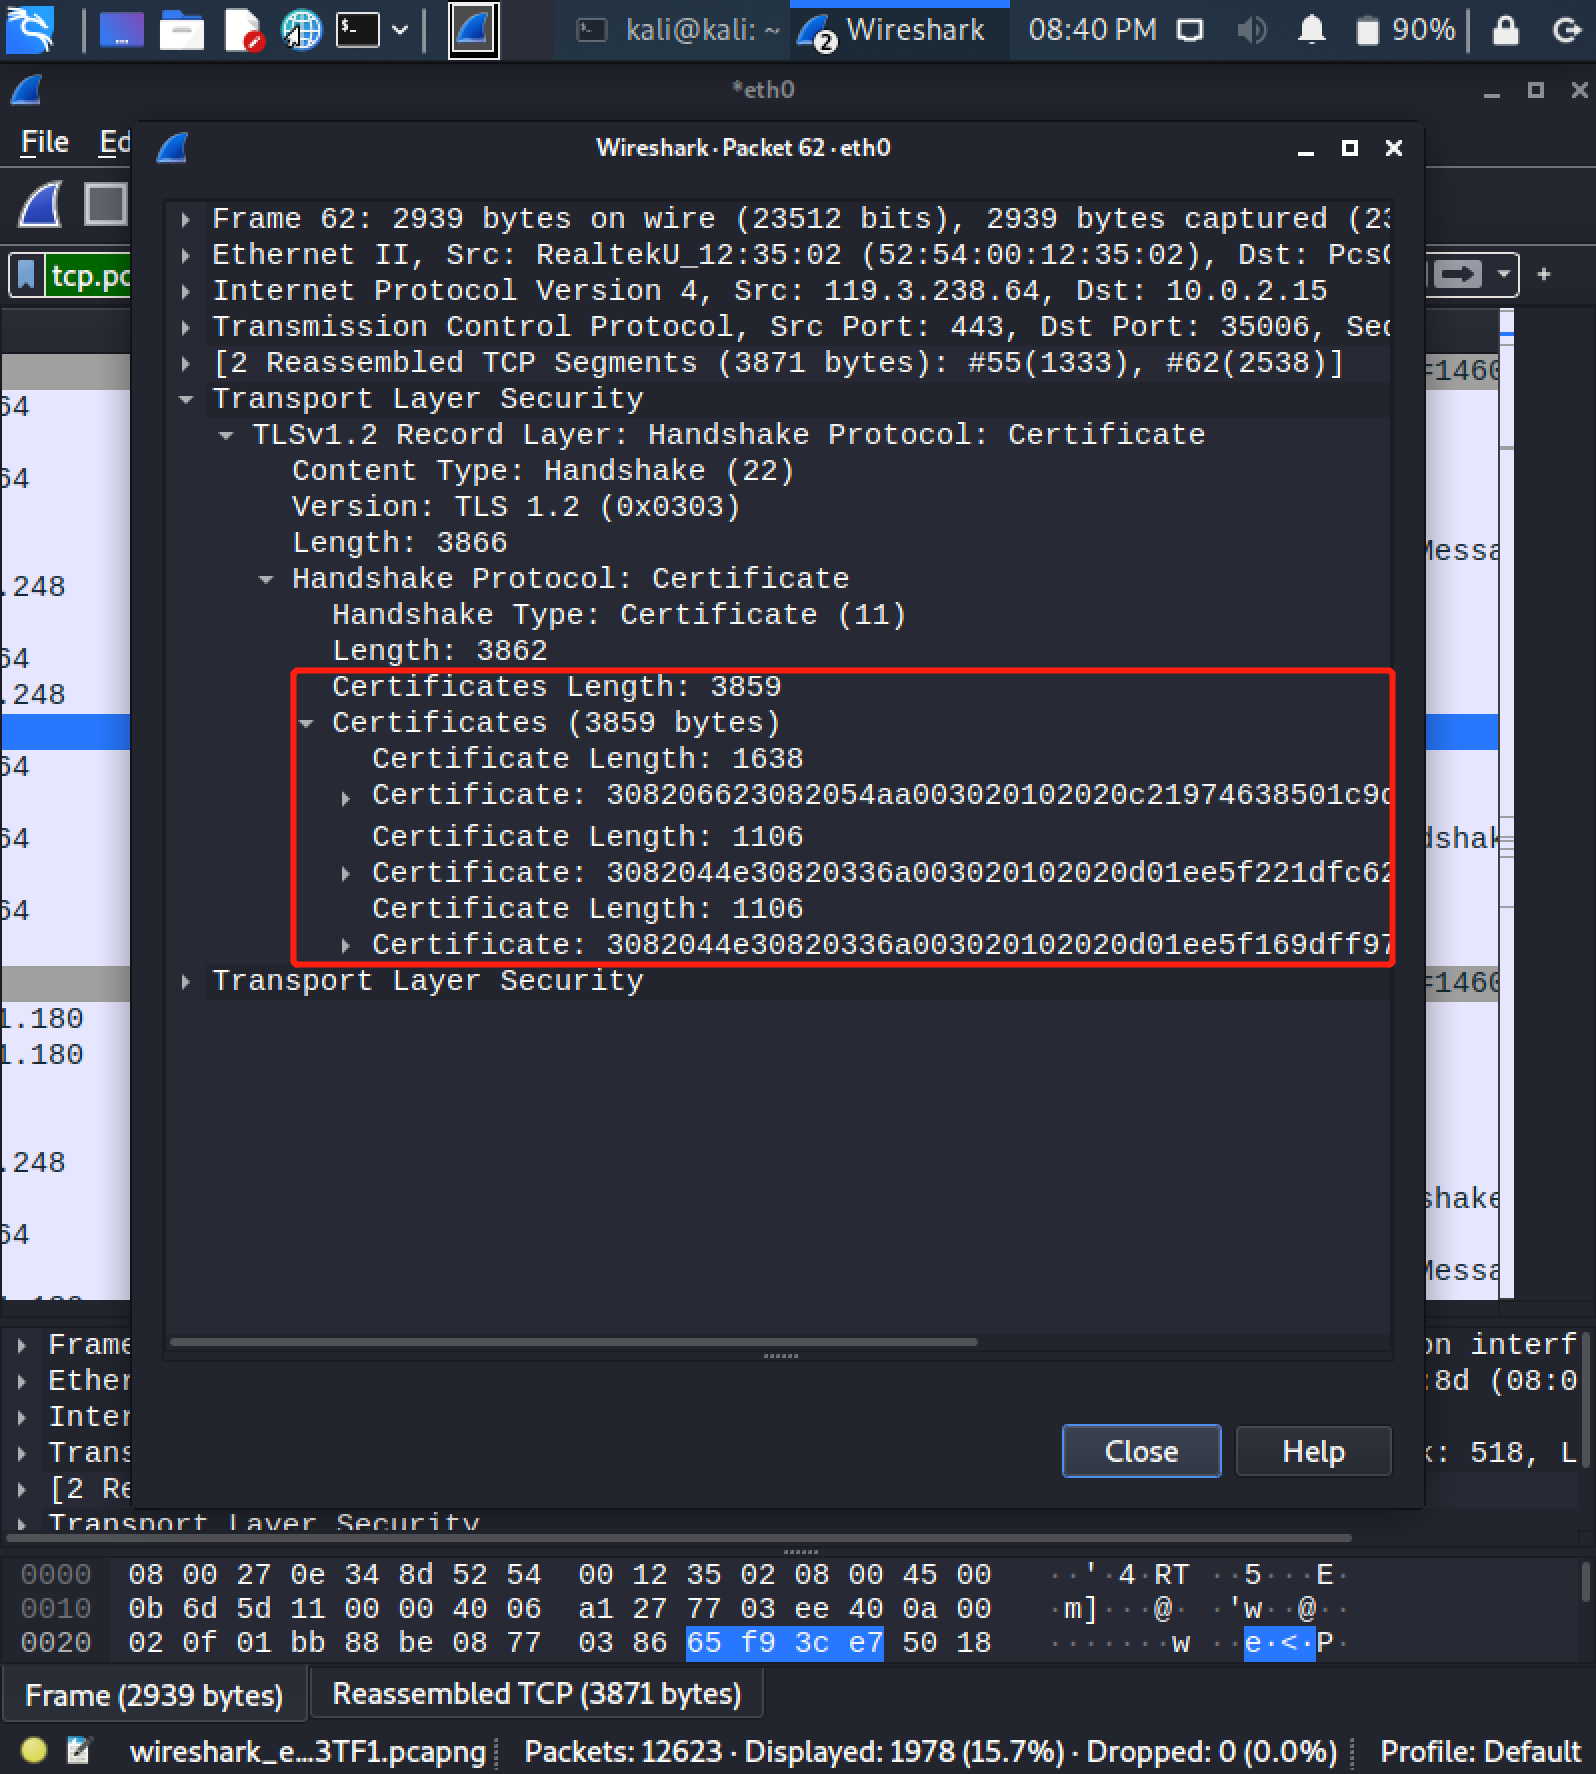 kali@kali: ~
2
Wireshark
08:40 PM
90%
*eth0
File
Wireshark · Packet 62 · eth0
Frame 62: 2939 bytes on wire (23512 bits), 2939 bytes captured (23
Ethernet II, Src: RealtekU_12:35:02 (52:54:00:12:35:02), Dst: Pcs
tcp.po
Internet Protocol Version 4, Src: 119.3.238.64, Dst: 10.0.2.15
Transmission Control Protocol, Src Port: 443, Dst Port: 35006, Seq
[2 Reassembled TCP Segments (3871 bytes): #55(1333), #62(2538)]
=1460
Transport Layer Security
64
TLSv1.2 Record Layer: Handshake Protocol: Certificate
Content Type: Handshake (22)
64
Version: TLS 1.2 (0x0303)
Length: 3866
Messa
Handshake Protocol: Certificate
.248
Handshake Type: Certificate (11)
Length: 3862
64
Certificates Length: 3859
.248
Certificates (3859 bytes)
Certificate Length: 1638
64
Certificate: 308206623082054aa003020102020c21974638501c9
Certificate Length: 1106
64
dshak
Certificate: 3082044e30820336a003020102020d01ee5f221dfc62
Certificate Length: 1106
64
Certificate: 3082044e30820336a003020102020d01ee5f169dff97
Transport Layer Security
=1460
1.180
1.180
.248
shake
64
Messa
Frame
on interf
Ether
:8d (08:0
Inter
Trans
k: 518, L
[2 Re
Transport Layer Security
Close
Help
0000 08 00 27 0e 34 8d 52 54 00 12 35 02 08 00 45 00 ··'·4·RT ··5···E·
0010 0b 6d 5d 11 00 00 40 06 a1 27 77 03 ee 40 0a 00 ·m]···@· ·'w··@··
0020 02 0f 01 bb 88 be 08 77 03 86 65 f9 3c e7 50 18 ·······w ··e·<·P·
Frame (2939 bytes)
Reassembled TCP (3871 bytes)
wireshark_e...3TF1.pcapng
Packets: 12623 · Displayed: 1978 (15.7%) · Dropped: 0 (0.0%)
Profile: Default